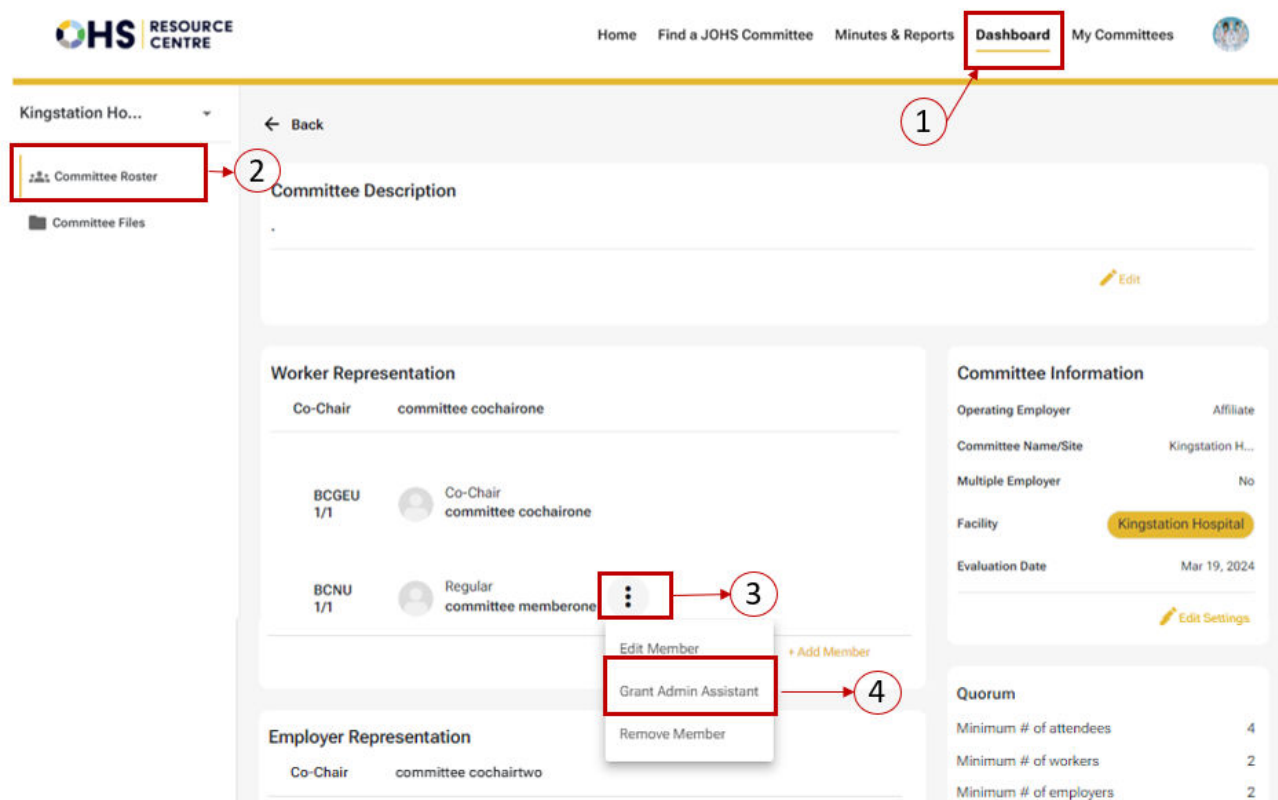 OHS RESOURCE CENTRE
Home Find a JOHS Committee Minutes & Reports Dashboard My Committees
1
Kingstation Ho...
← Back
Committee Roster
2
Committee Description
.
Committee Files
Edit
Worker Representation
Co-Chair committee cochairone
BCGEU
1/1
Co-Chair
committee cochairone
BCNU
1/1
Regular
committee memberone
3
Edit Member
Grant Admin Assistant
Remove Member
4
+ Add Member
Employer Representation
Co-Chair committee cochairtwo
Committee Information
Operating Employer Affiliate
Committee Name/Site Kingstation H...
Multiple Employer No
Facility Kingstation Hospital
Evaluation Date Mar 19, 2024
Edit Settings
Quorum
Minimum # of attendees 4
Minimum # of workers 2
Minimum # of employers 2